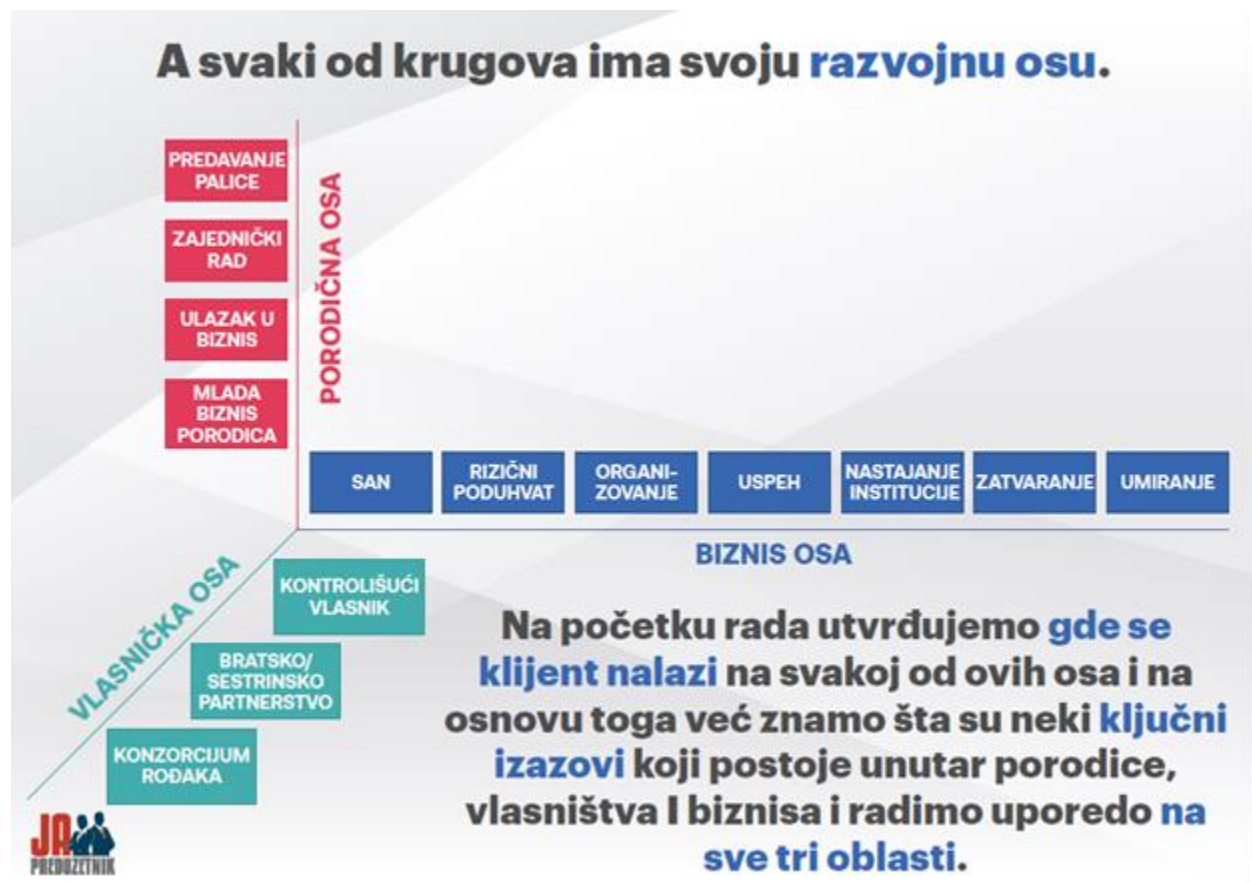 A svaki od krugova ima svoju razvojnu osu.
PREDAVANJE
PALICE
ZAJEDNIČKI
RAD
ULAZAK U
BIZNIS
MLADA
BIZNIS
PORODICA
PORODIČNA OSA
SAN
RIZIČNI
PODUHVAT
ORGANI-
ZOVANJE
USPEH
NASTAJANJE
INSTITUCIJE
ZATVARANJE
UMIRANJE
BIZNIS OSA
VLASNIČKA OSA
KONTROLIŠUĆI
VLASNIK
BRATSKO/
SESTRINSKO
PARTNERSTVO
KONZORCIJUM
ROĐAKA
Na početku rada utvrđujemo gde se
klijent nalazi na svakoj od ovih osa i na
osnovu toga već znamo šta su neki ključni
izazovi koji postoje unutar porodice,
vlasništva I biznisa i radimo uporedo na
sve tri oblasti.
JA
PREDUZETNIK